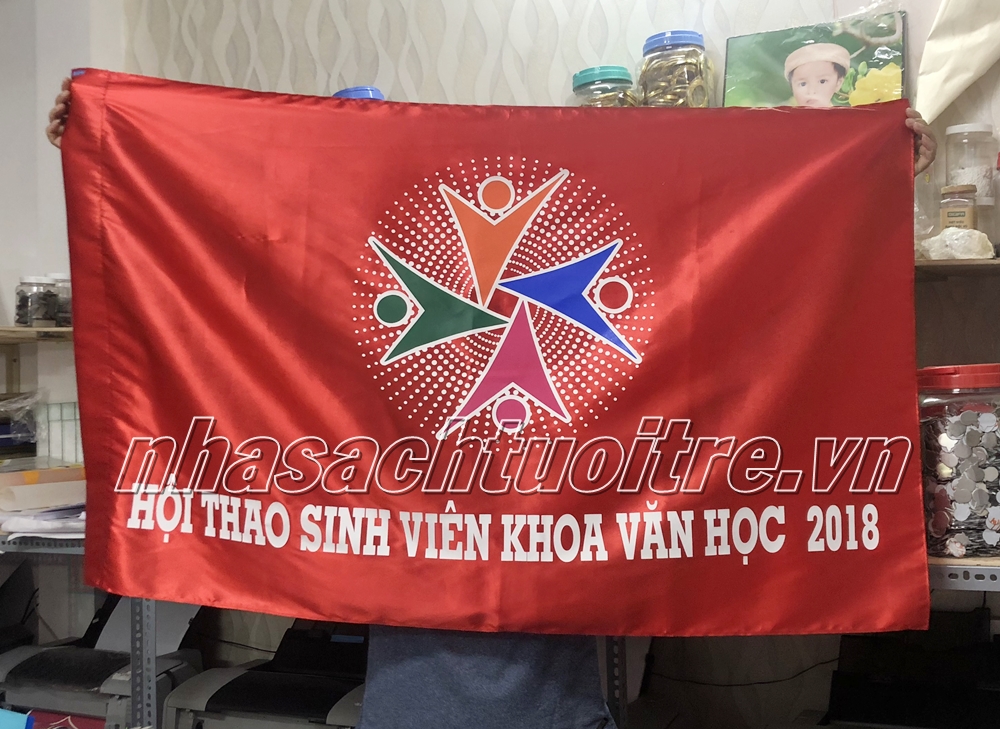 nhasachtuoitre.vn
HỘI THAO SINH VIÊN KHOA VĂN HỌC 2018